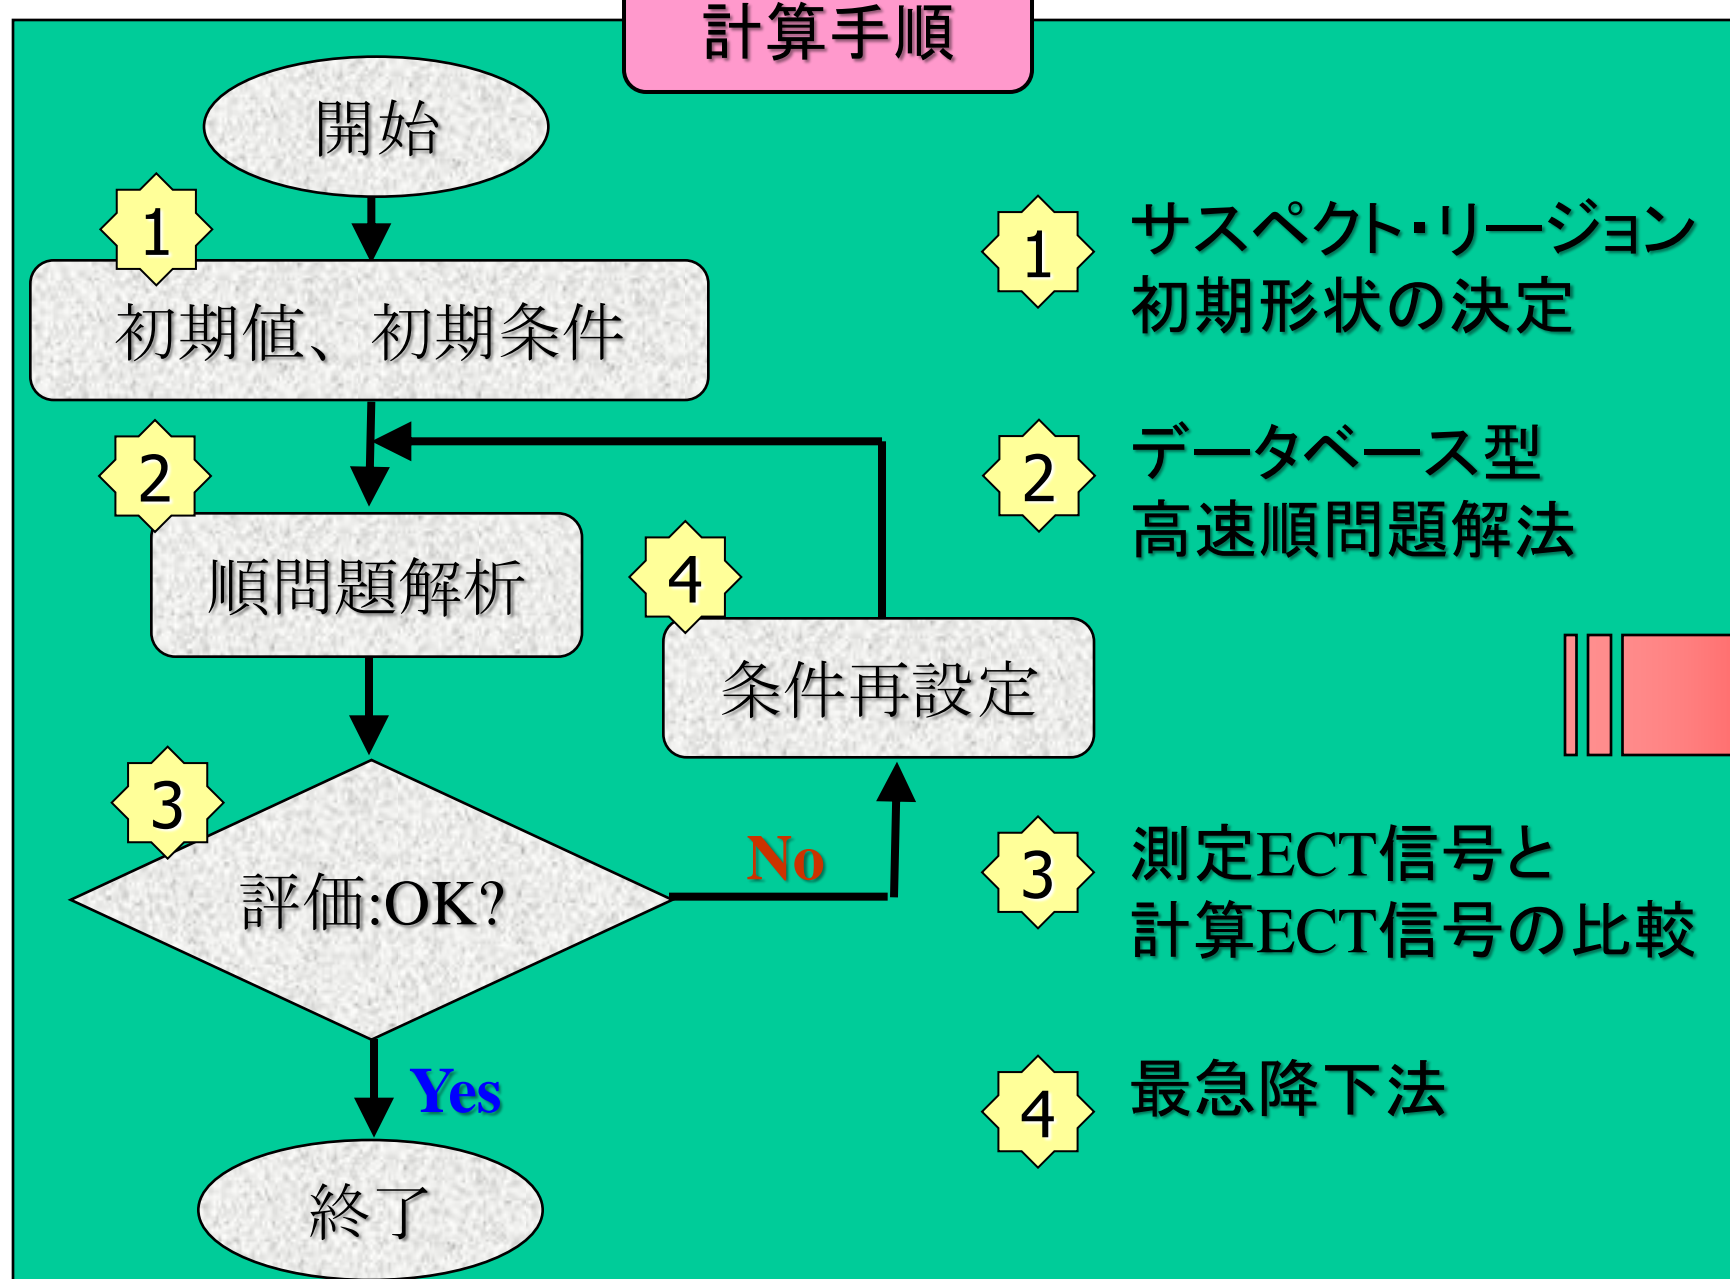 計算手順
開始
1
初期値、初期条件
2
順問題解析
4
条件再設定
3
評価:OK?
No
Yes
終了
1
サスペクト・リージョン
初期形状の決定
2
データベース型
高速順問題解法
3
測定ECT信号と
計算ECT信号の比較
4
最急降下法